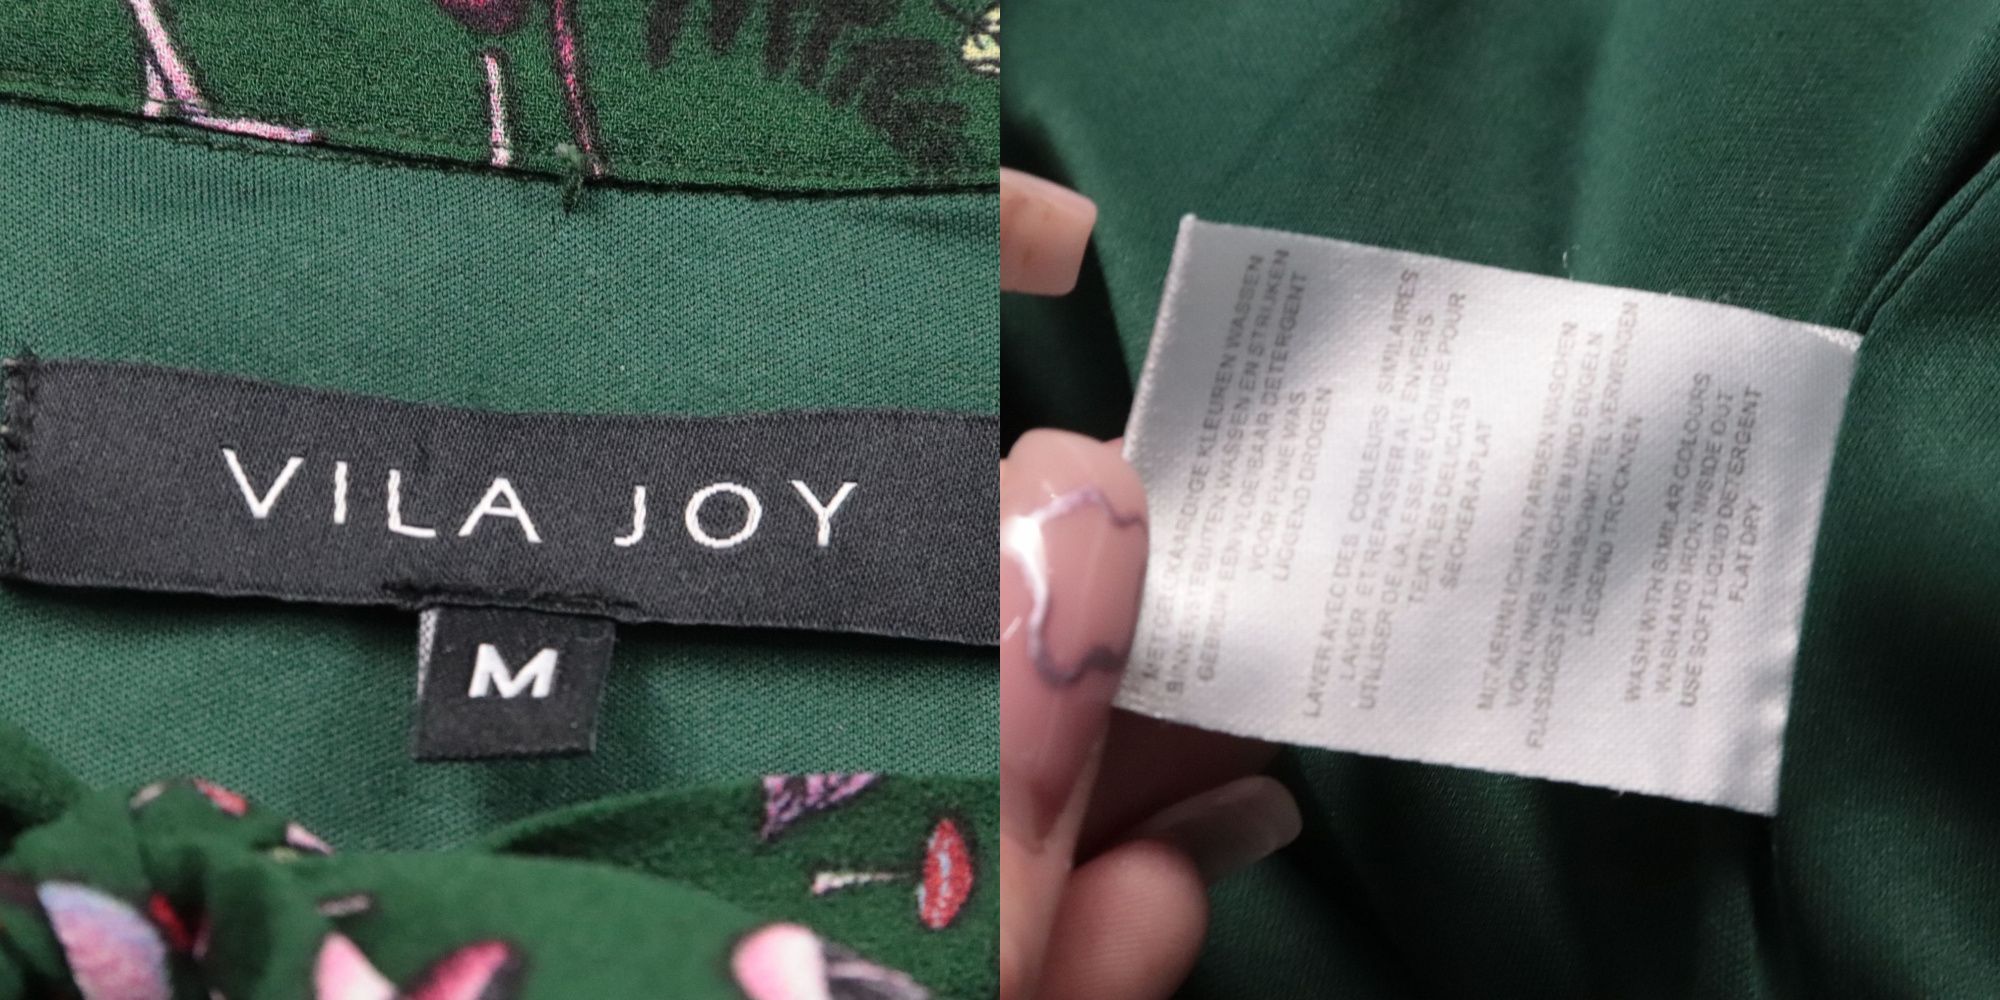 VILA JOY
M
MET GELIJKAARDIGE KLEUREN WASSEN
BINNENSTEBUITEN WASSEN EN STRIJKEN
GEBRUIK EEN VLOEIBAAR DETERGENT
VOOR FIJNE WAS
LIGGEND DROGEN
LAVER AVEC DES COULEURS SIMILAIRES
LAVER ET REPASSER AL ENVERS
UTILISER DE LA LESSIVE LIQUIDE POUR
TEXTILES DELICATS
SECHER A PLAT
MIT AEHNLICHEN FARBEN WASCHEN
VON LINKS WASCHEN UND BUGELN
FLUSSIGES FEINWASCHMITTEL VERWENDEN
LIEGEND TROCKNEN
WASH WITH SIMILAR COLOURS
WASH AND IRON INSIDE OUT
USE SOFT LIQUID DETERGENT
FLAT DRY